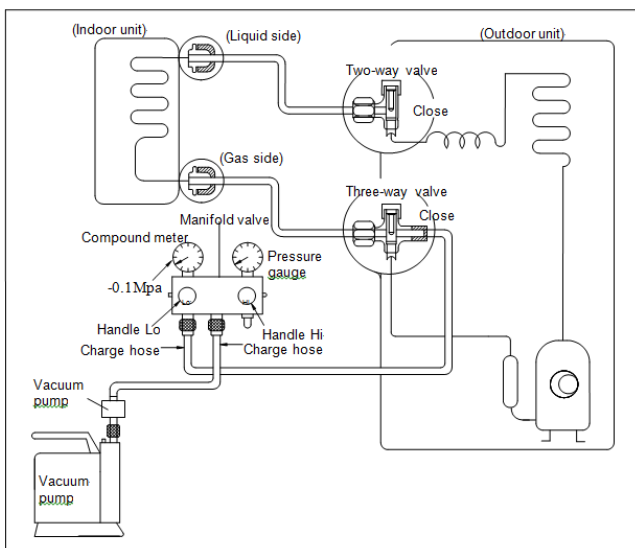 (Indoor unit)
(Liquid side)
(Outdoor unit)
Two-way valve
Close
(Gas side)
Three-way valve
Close
Manifold valve
Compound meter
Pressure
gauge
-0.1Mpa
Lo
Handle Lo
Handle Hi
Charge hose
Charge hose
Vacuum
pump
Vacuum
pump